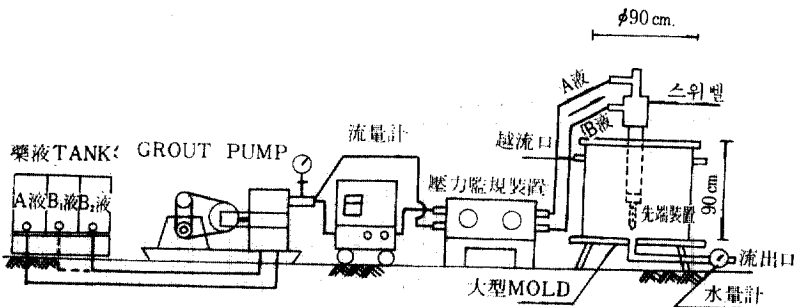 ø90 cm.
A液
스위벨
B液
越流口
流量計
藥液TANK
GROUT PUMP
壓力監視裝置
A液 B₁液 B₂液
先端裝置
90 cm
流出口
大型MOLD
水量計